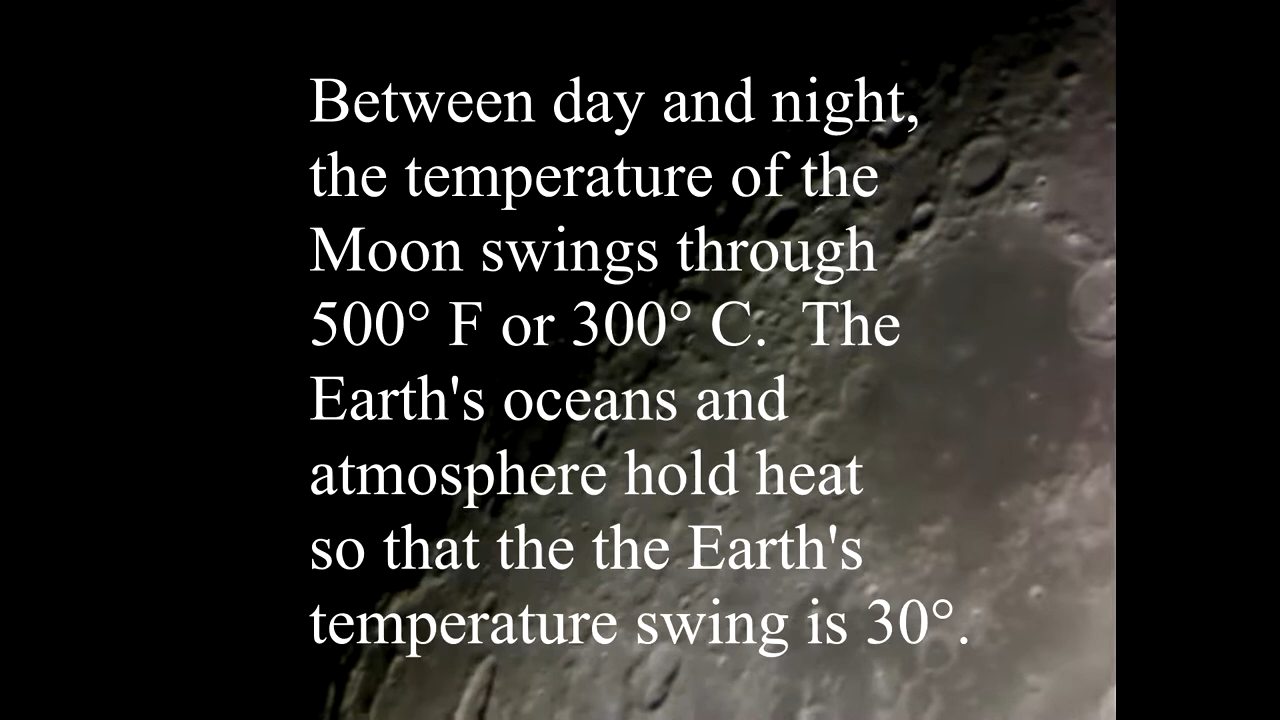 Between day and night,
the temperature of the
Moon swings through
500° F or 300° C.  The
Earth's oceans and
atmosphere hold heat
so that the the Earth's
temperature swing is 30°.